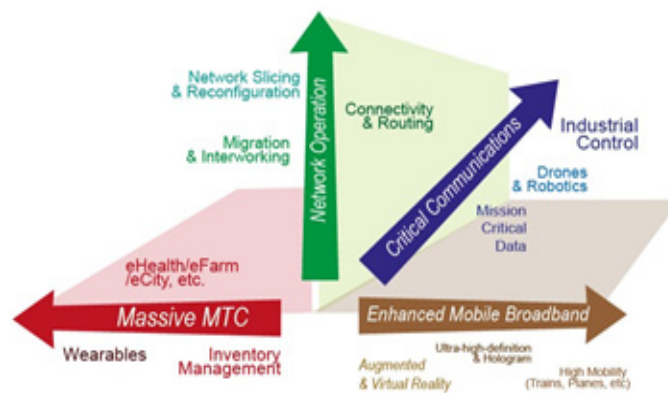 Network Slicing
& Reconfiguration
Migration
& Interworking
Network Operation
Connectivity
& Routing
Critical Communications
Industrial
Control
Drones
& Robotics
Mission
Critical
Data
eHealth/eFarm
/eCity, etc.
Massive MTC
Wearables
Inventory
Management
Enhanced Mobile Broadband
Ultra-high-definition
& Hologram
Augmented
& Virtual Reality
High Mobility
(Trains, Planes, etc)